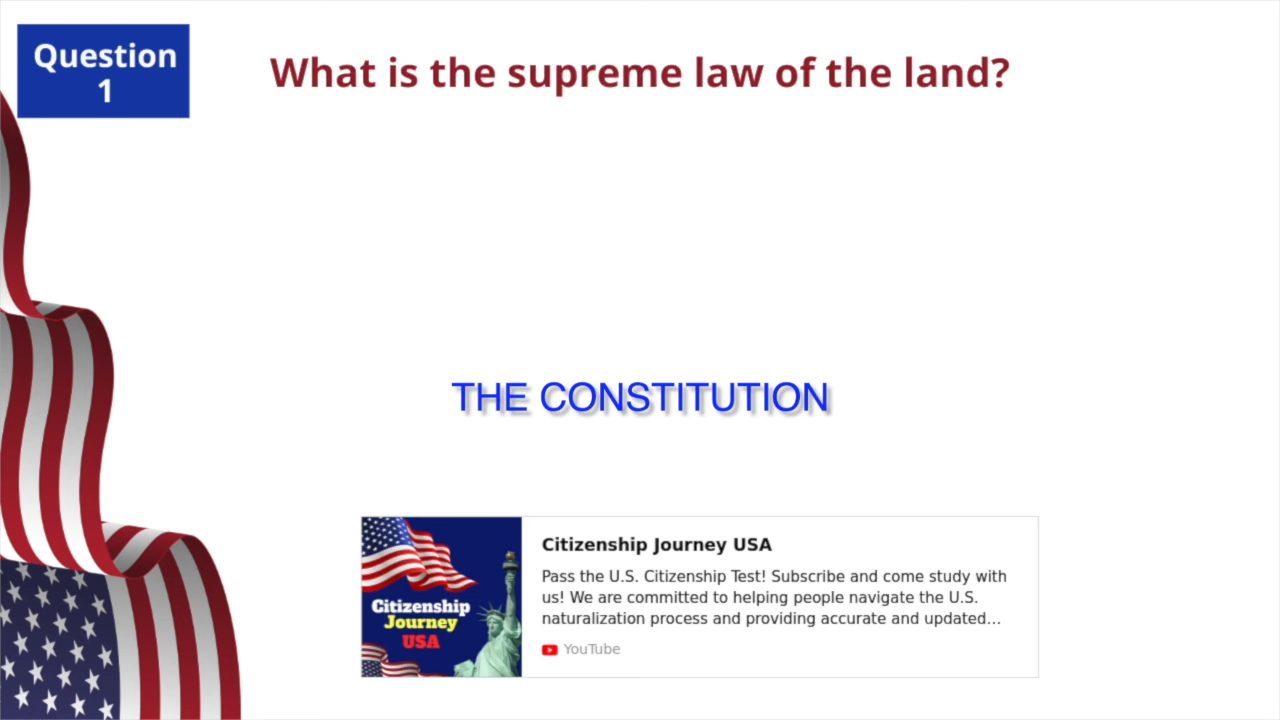 Question
1
What is the supreme law of the land?
THE CONSTITUTION
Citizenship Journey USA
Pass the U.S. Citizenship Test! Subscribe and come study with
us! We are committed to helping people navigate the U.S.
naturalization process and providing accurate and updated...
YouTube
Citizenship
Journey
USA